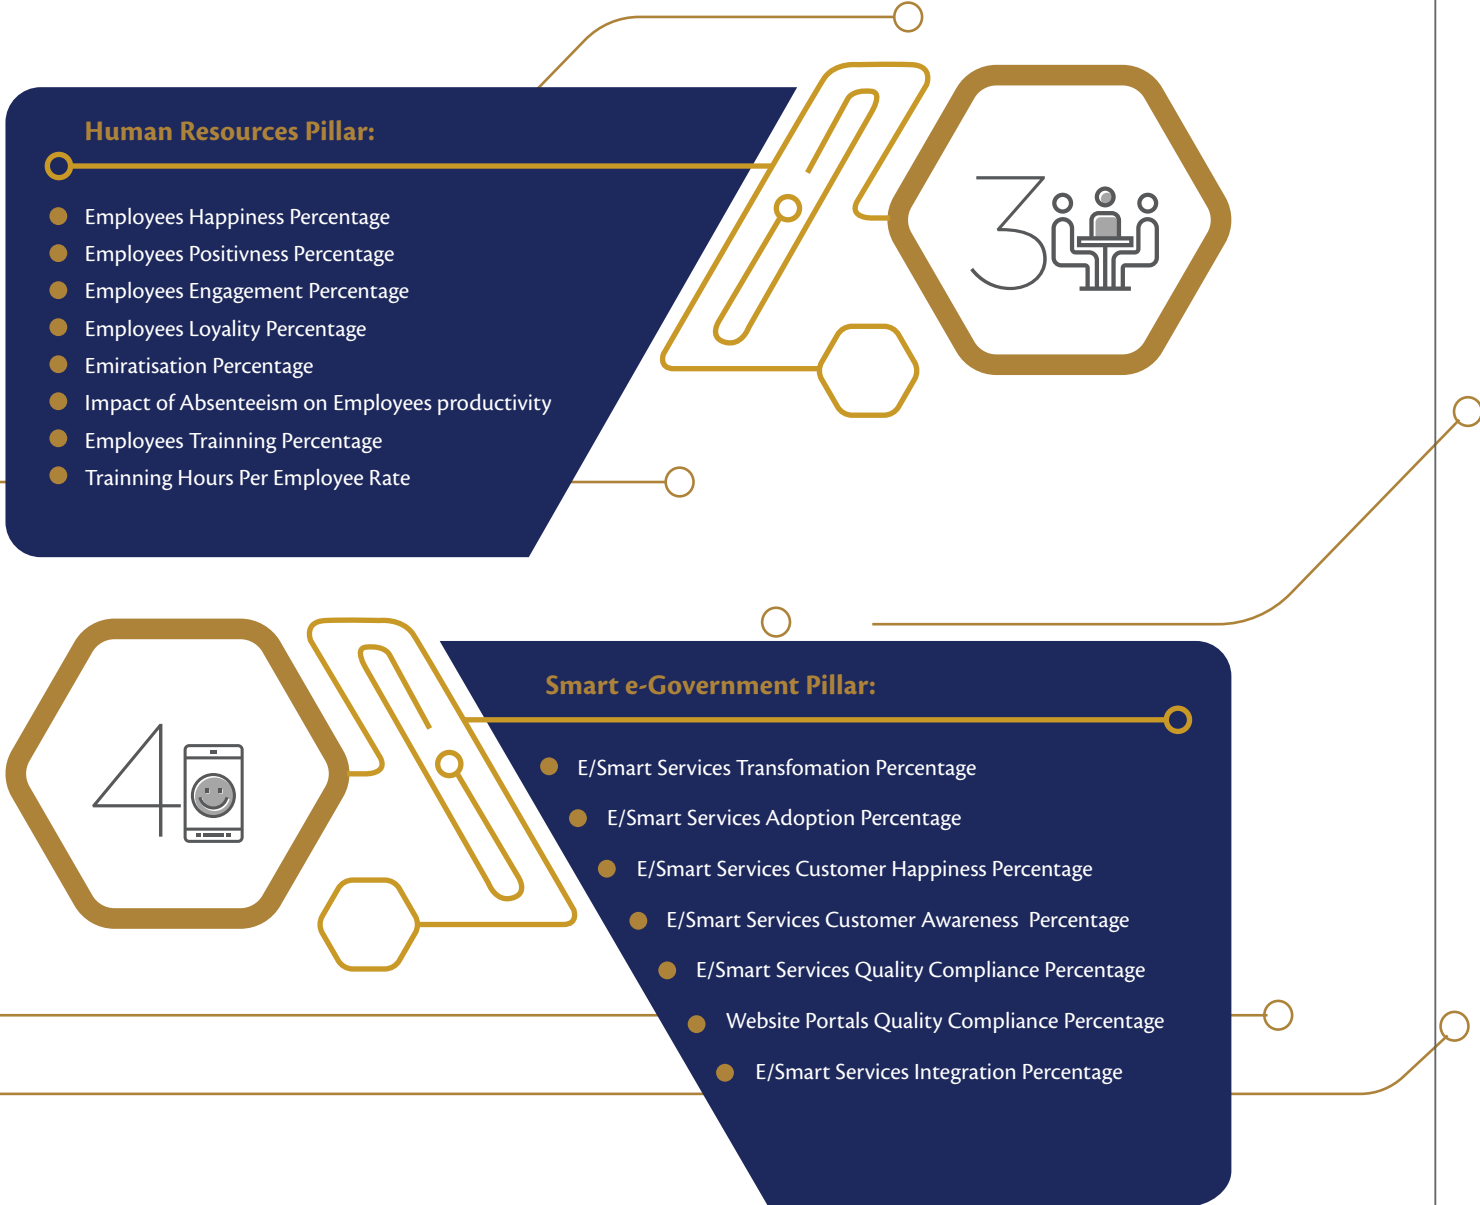 Human Resources Pillar:
3
Employees Happiness Percentage
Employees Positivness Percentage
Employees Engagement Percentage
Employees Loyality Percentage
Emiratisation Percentage
Impact of Absenteeism on Employees productivity
Employees Trainning Percentage
Trainning Hours Per Employee Rate
4
Smart e-Government Pillar:
E/Smart Services Transfomation Percentage
E/Smart Services Adoption Percentage
E/Smart Services Customer Happiness Percentage
E/Smart Services Customer Awareness  Percentage
E/Smart Services Quality Compliance Percentage
Website Portals Quality Compliance Percentage
E/Smart Services Integration Percentage